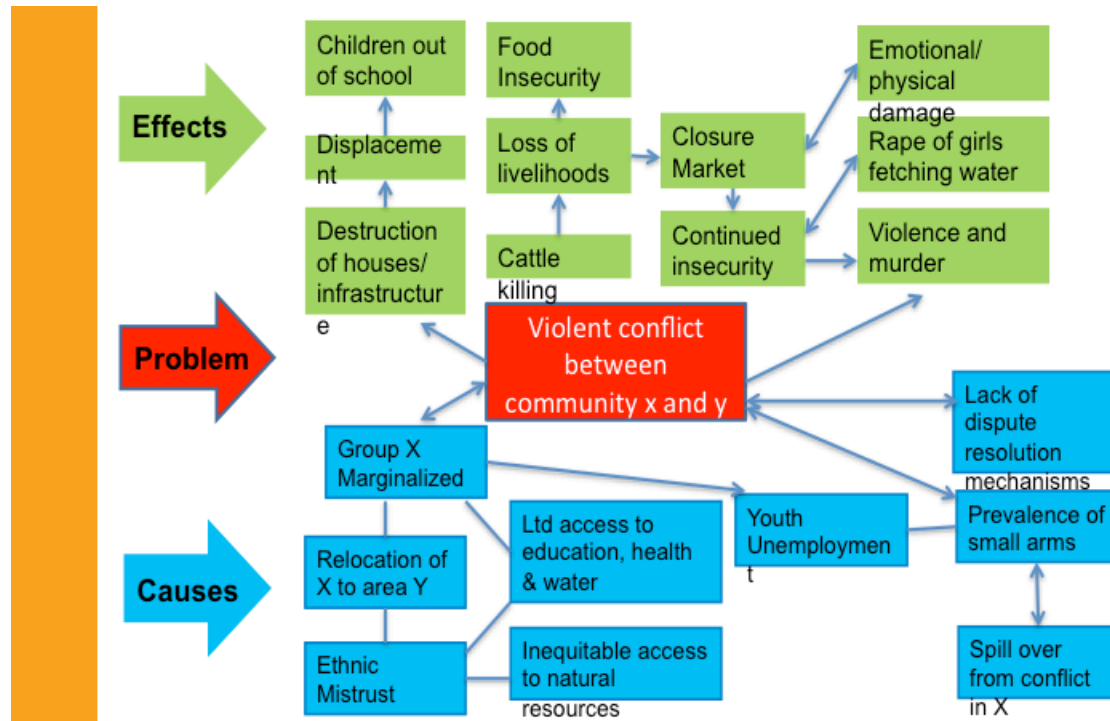 Effects
Children out
of school
Displaceme
nt
Destruction
of houses/
infrastructur
e
Food
Insecurity
Loss of
livelihoods
Cattle
killing
Closure
Market
Continued
insecurity
Emotional/
physical
damage
Rape of girls
fetching water
Violence and
murder
Problem
Violent conflict
between
community x and y
Causes
Group X
Marginalized
Relocation of
X to area Y
Ethnic
Mistrust
Ltd access to
education, health
& water
Inequitable access
to natural
resources
Youth
Unemploymen
t
Lack of
dispute
resolution
mechanisms
Prevalence of
small arms
Spill over
from conflict
in X